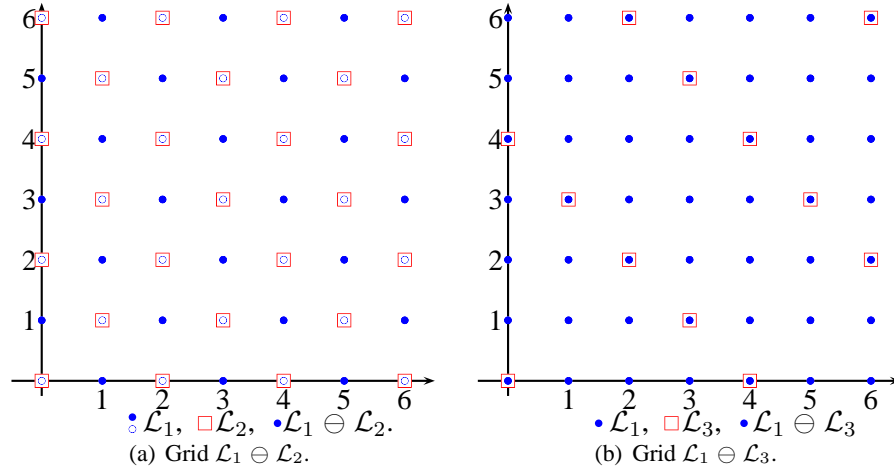 6
5
4
3
2
1
1 2 3 4 5 6
ℒ₁, ℒ₂, ℒ₁ ⊖ ℒ₂.
(a) Grid ℒ₁ ⊖ ℒ₂.
6
5
4
3
2
1
1 2 3 4 5 6
ℒ₁, ℒ₃, ℒ₁ ⊖ ℒ₃
(b) Grid ℒ₁ ⊖ ℒ₃.